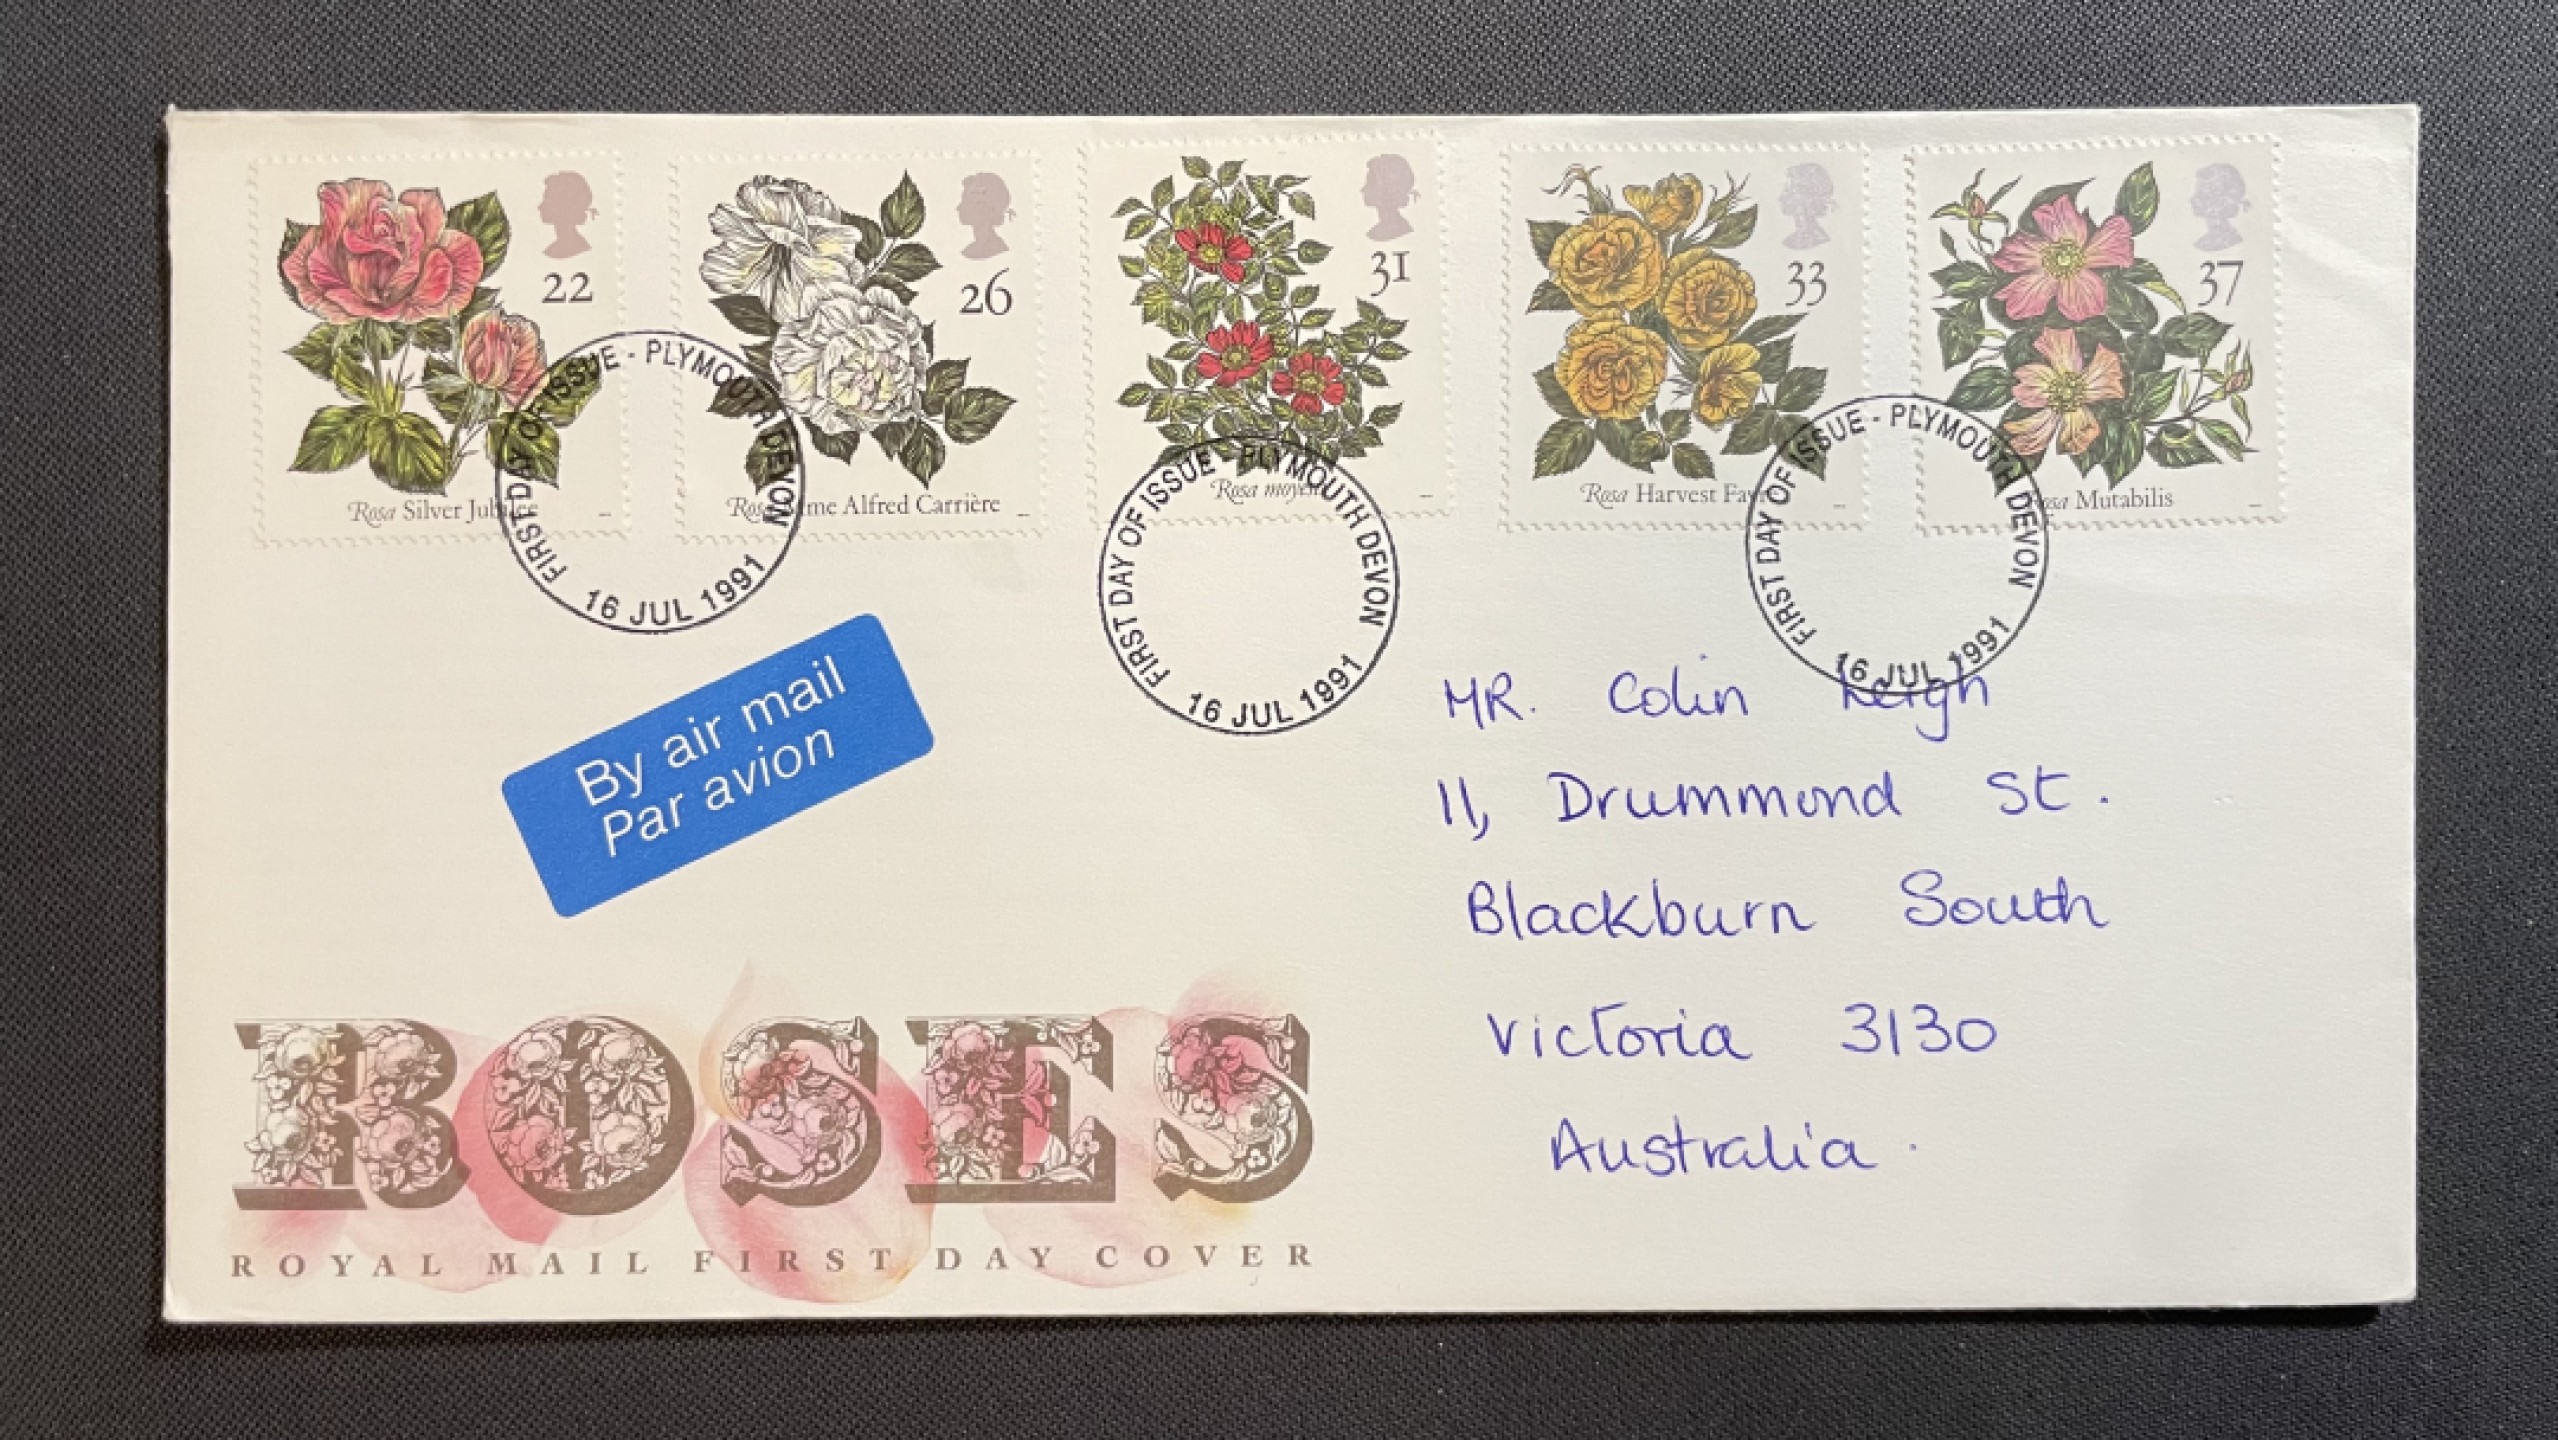 22
Rosa Silver Jubilee
26
Alfred Carrière
31
Rosa
33
Rosa Harvest
37
Mutabilis
FIRST DAY OF ISSUE - PLYMOUTH DEVON
16 JUL 1991
FIRST DAY OF ISSUE - PLYMOUTH DEVON
16 JUL 1991
FIRST DAY OF ISSUE - PLYMOUTH DEVON
16 JUL 1991
By air mail
Par avion
MR. Colin Leigh
11, Drummond St.
Blackburn South
Victoria 3130
Australia.
ROSES
ROYAL MAIL FIRST DAY COVER